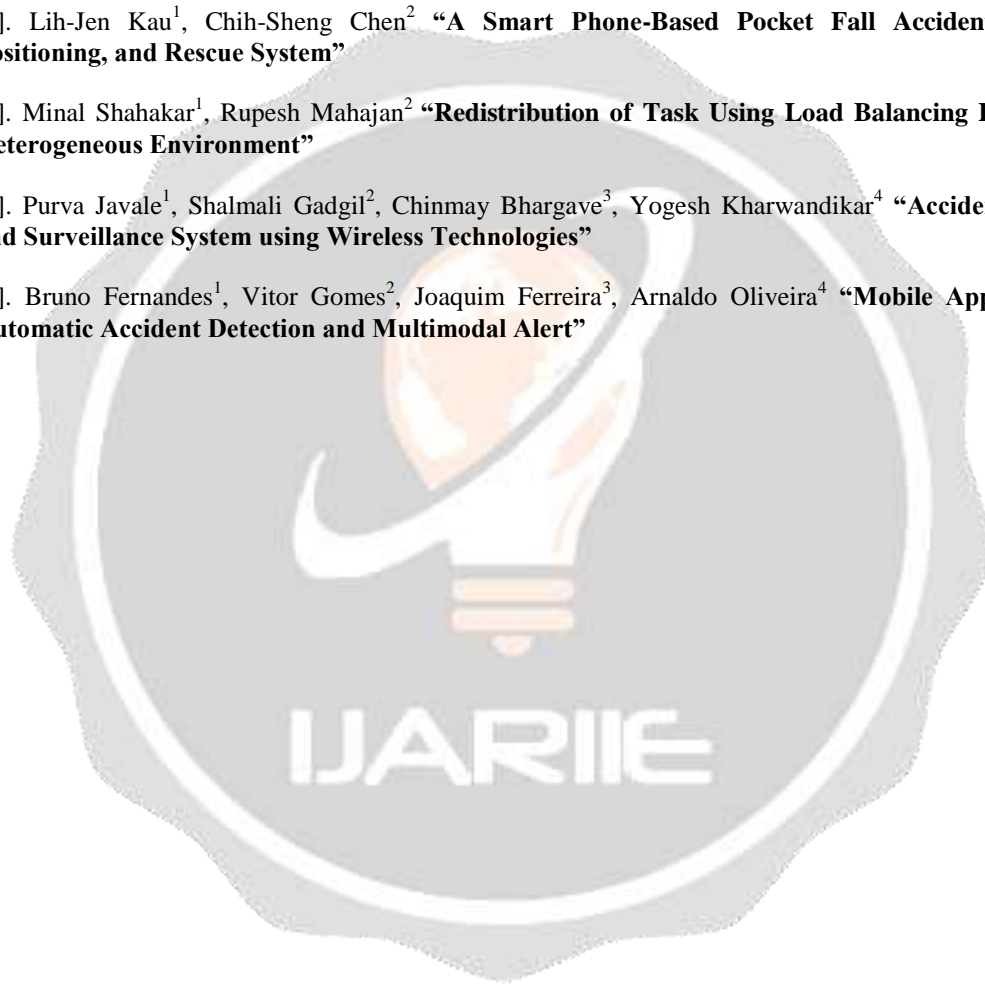 ]. Lih-Jen Kau1, Chih-Sheng Chen2 “A Smart Phone-Based Pocket Fall Acciden
ositioning, and Rescue System”
]. Minal Shahakar1, Rupesh Mahajan2 “Redistribution of Task Using Load Balancing
eterogeneous Environment”
]. Purva Javale1, Shalmali Gadgil2, Chinmay Bhargave3, Yogesh Kharwandikar4 “Accide
nd Surveillance System using Wireless Technologies”
]. Bruno Fernandes1, Vitor Gomes2, Joaquim Ferreira3, Arnaldo Oliveira4 “Mobile App
utomatic Accident Detection and Multimodal Alert”
IJARIIE